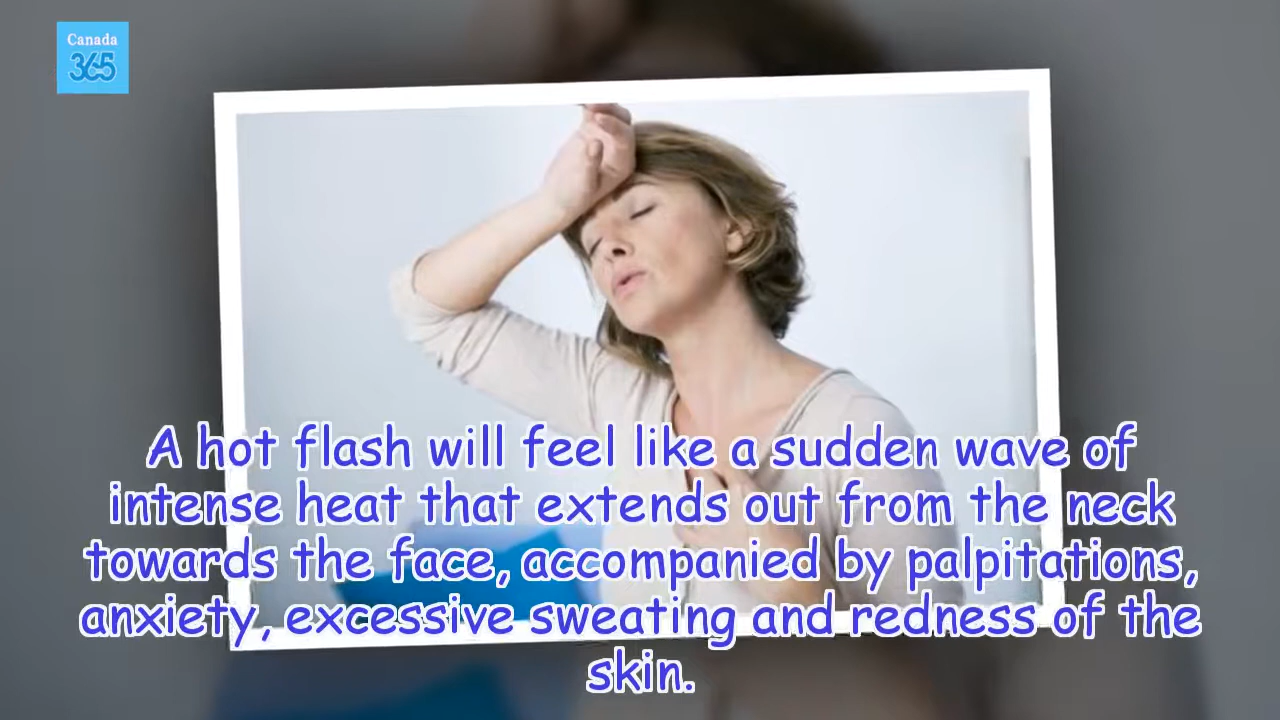 Canada
365
A hot flash will feel like a sudden wave of
intense heat that extends out from the neck
towards the face, accompanied by palpitations,
anxiety, excessive sweating and redness of the
skin.